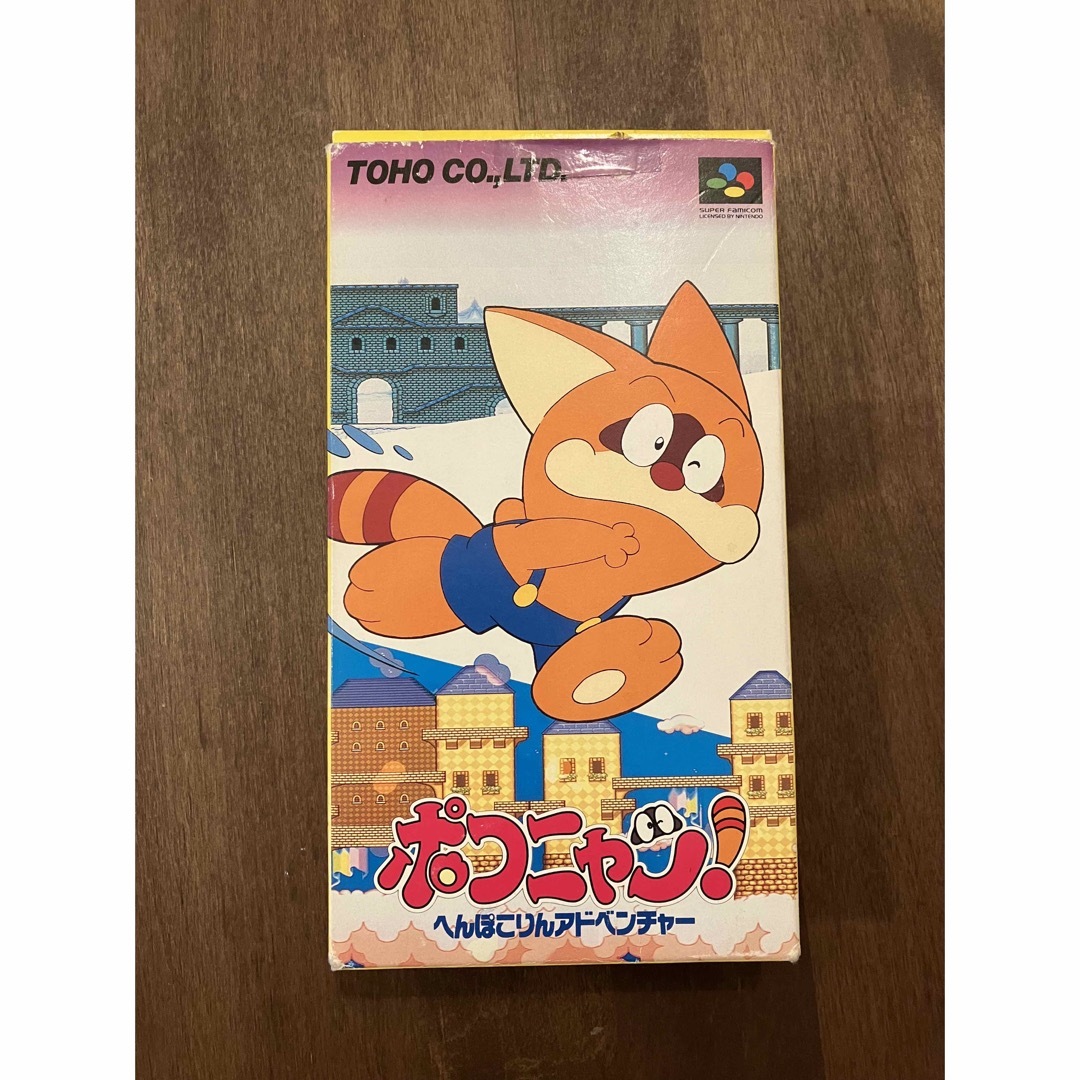 TOHO CO.,LTD.
SUPER FAMICOM
LICENSED BY NINTENDO
ポコニャン!
へんぽこりんアドベンチャー